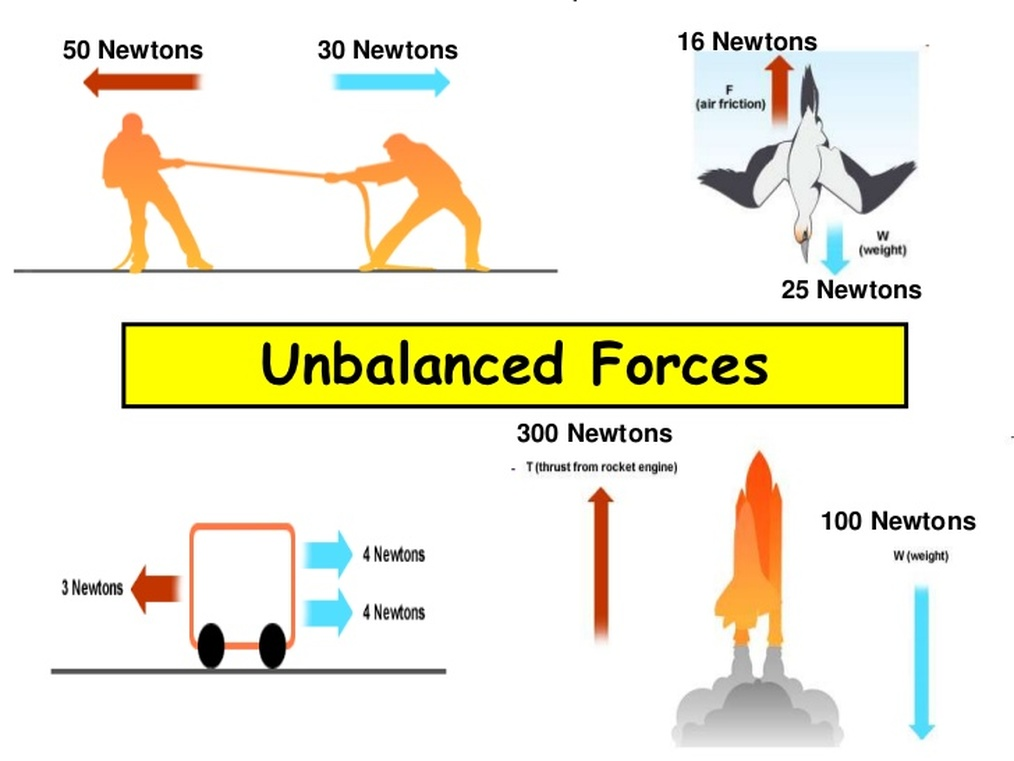 50 Newtons
30 Newtons
16 Newtons
F
(air friction)
W
(weight)
25 Newtons
Unbalanced Forces
300 Newtons
- T (thrust from rocket engine)
100 Newtons
W (weight)
4 Newtons
3 Newtons
4 Newtons